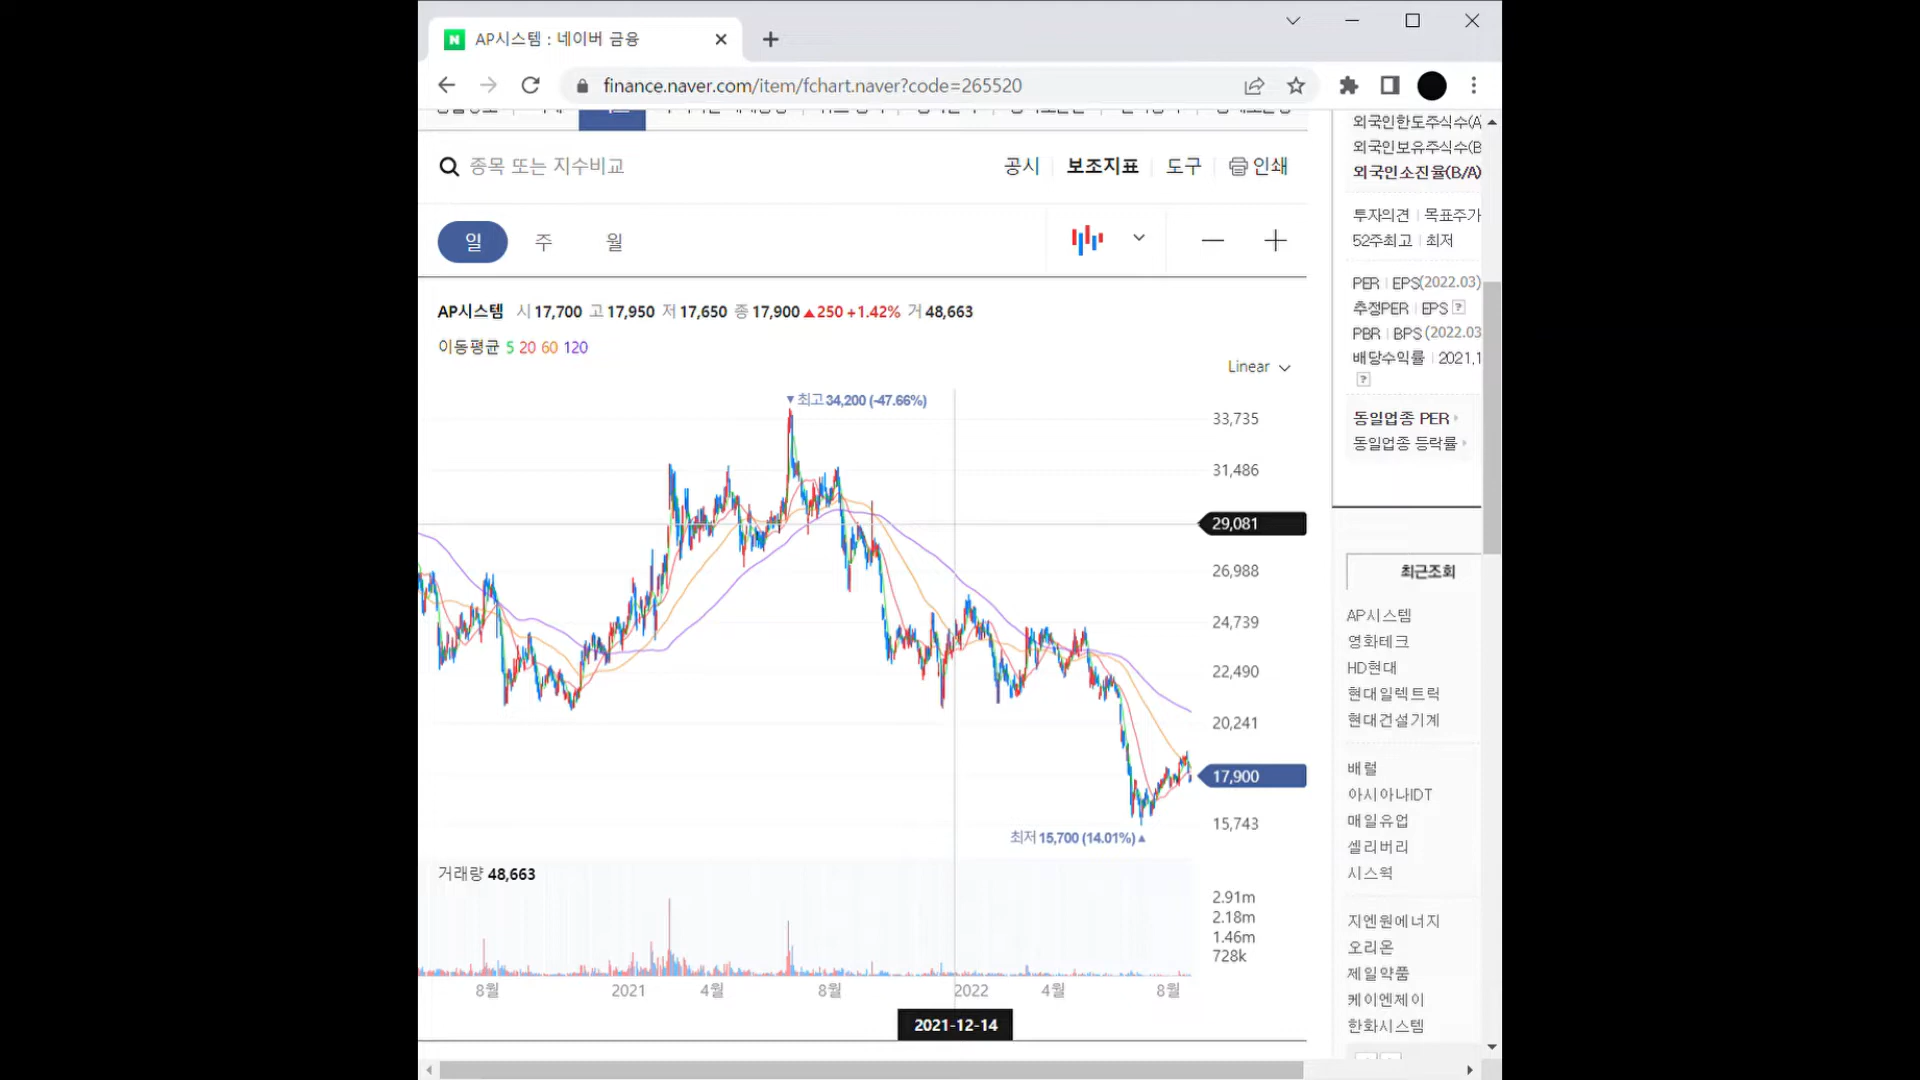 AP시스템 : 네이버 금융
finance.naver.com/item/fchart.naver?code=265520
종목 또는 지수비교
공시 보조지표 도구 인쇄
일 주 월
AP시스템 시 17,700 고 17,950 저 17,650 종 17,900 ▲250 +1.42% 거 48,663
이동평균 5 20 60 120
Linear
▼최고 34,200 (-47.66%)
33,735
31,486
29,081
26,988
24,739
22,490
20,241
17,900
15,743
최저 15,700 (14.01%)▲
거래량 48,663
2.91m
2.18m
1.46m
728k
8월 2021 4월 8월 2022 4월 8월
2021-12-14
외국인한도주식수(A
외국인보유주식수(B
외국인소진율(B/A)
투자의견 | 목표주가
52주최고 | 최저
PER | EPS(2022.03)
추정PER | EPS ?
PBR | BPS (2022.03
배당수익률 | 2021.1
?
동일업종 PER
동일업종 등락률
최근조회
AP시스템
영화테크
HD현대
현대일렉트릭
현대건설기계
배럴
아시아나IDT
매일유업
셀리버리
시스웍
지엔원에너지
오리온
제일약품
케이엔제이
한화시스템